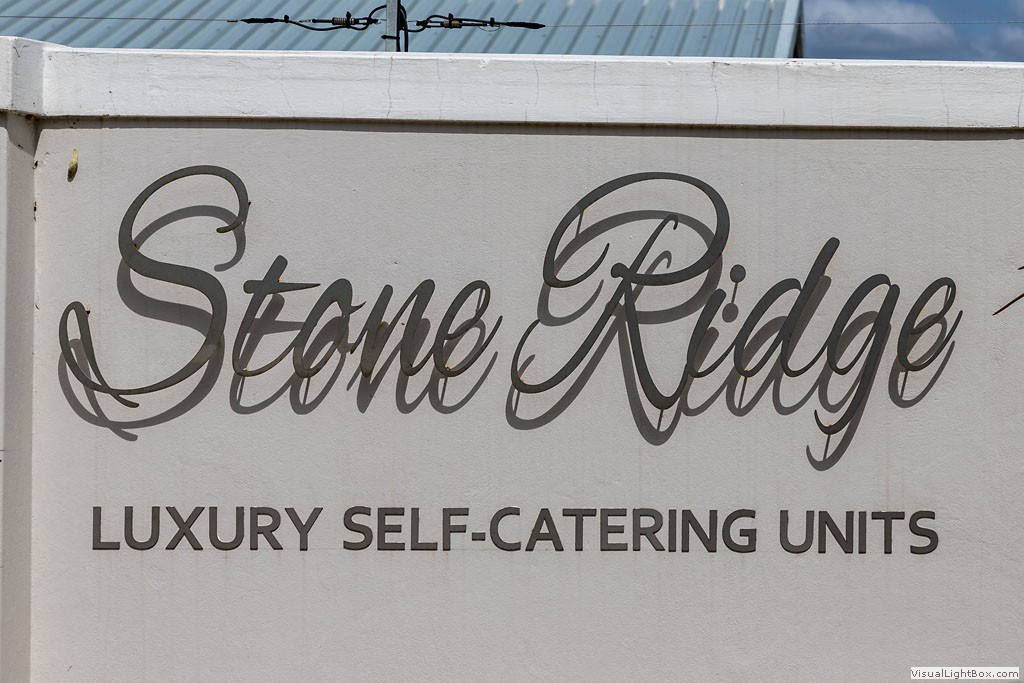 Stone Ridge
LUXURY SELF-CATERING UNITS
VisualLightBox.com